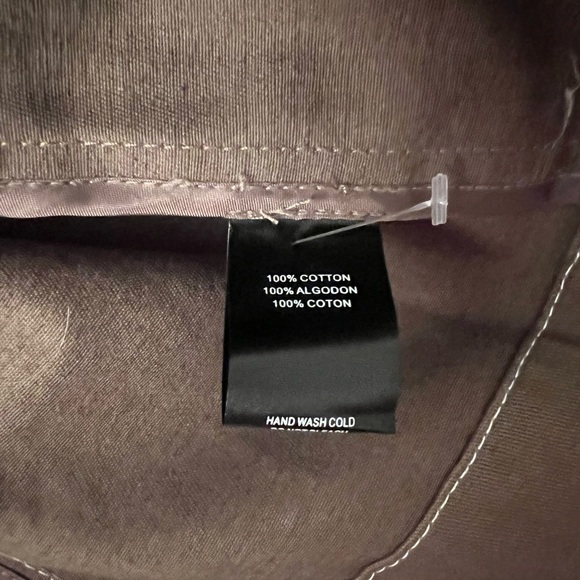 100% COTTON
100% ALGODON
100% COTON
HAND WASH COLD